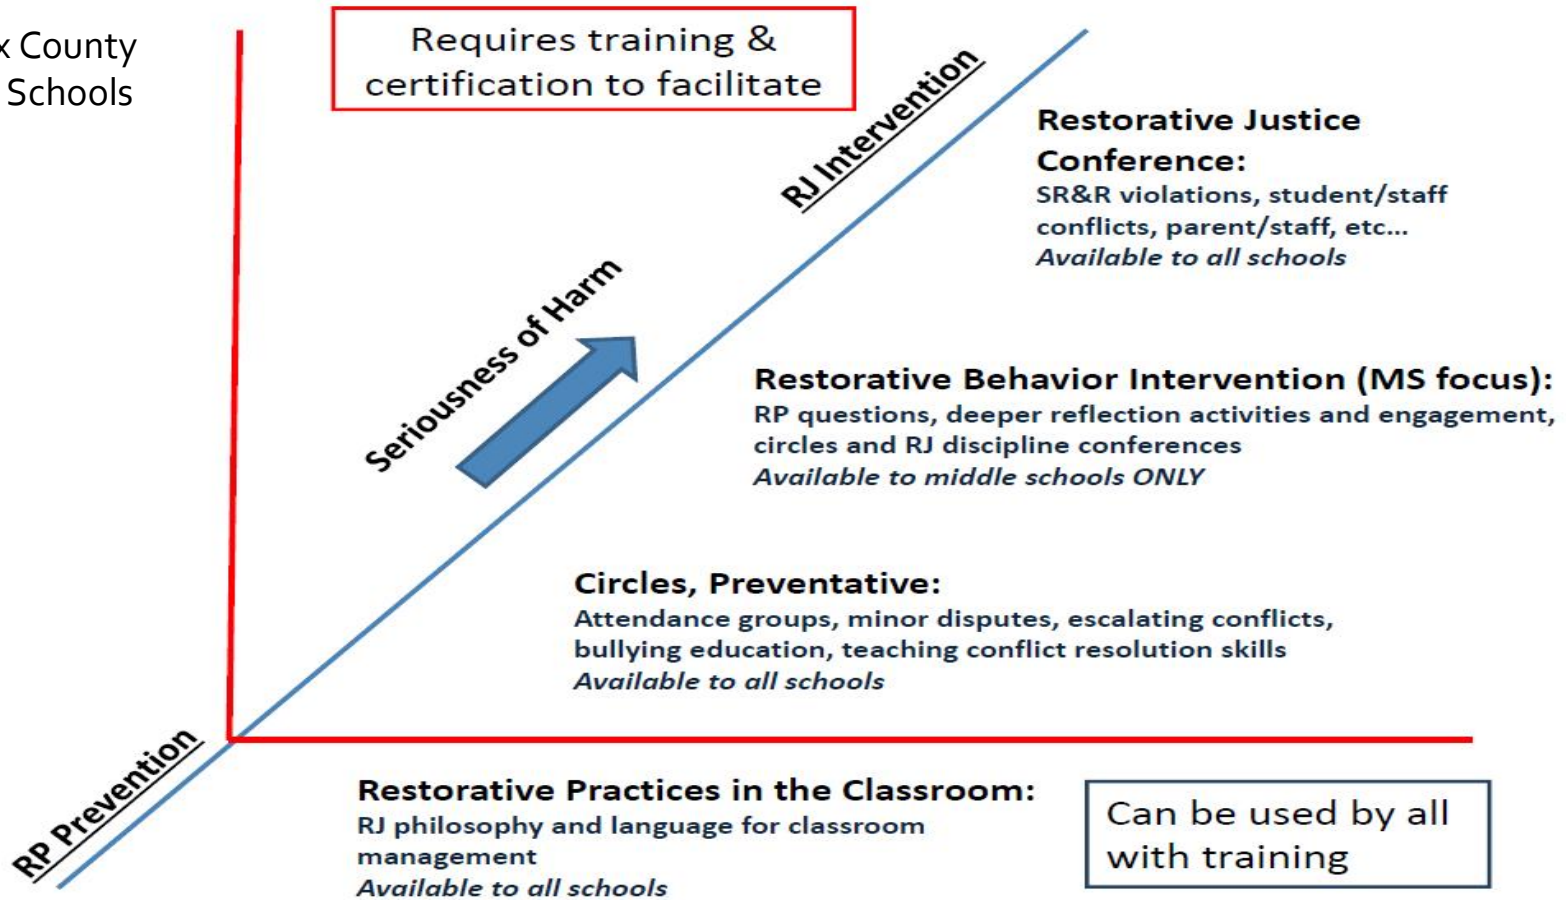 x County
Schools
Requires training &
certification to facilitate
RJ Intervention
Restorative Justice
Conference:
SR&R violations, student/staff
conflicts, parent/staff, etc...
Available to all schools
Seriousness of Harm
Restorative Behavior Intervention (MS focus):
RP questions, deeper reflection activities and engagement,
circles and RJ discipline conferences
Available to middle schools ONLY
Circles, Preventative:
Attendance groups, minor disputes, escalating conflicts,
bullying education, teaching conflict resolution skills
Available to all schools
RP Prevention
Restorative Practices in the Classroom:
RJ philosophy and language for classroom
management
Available to all schools
Can be used by all
with training